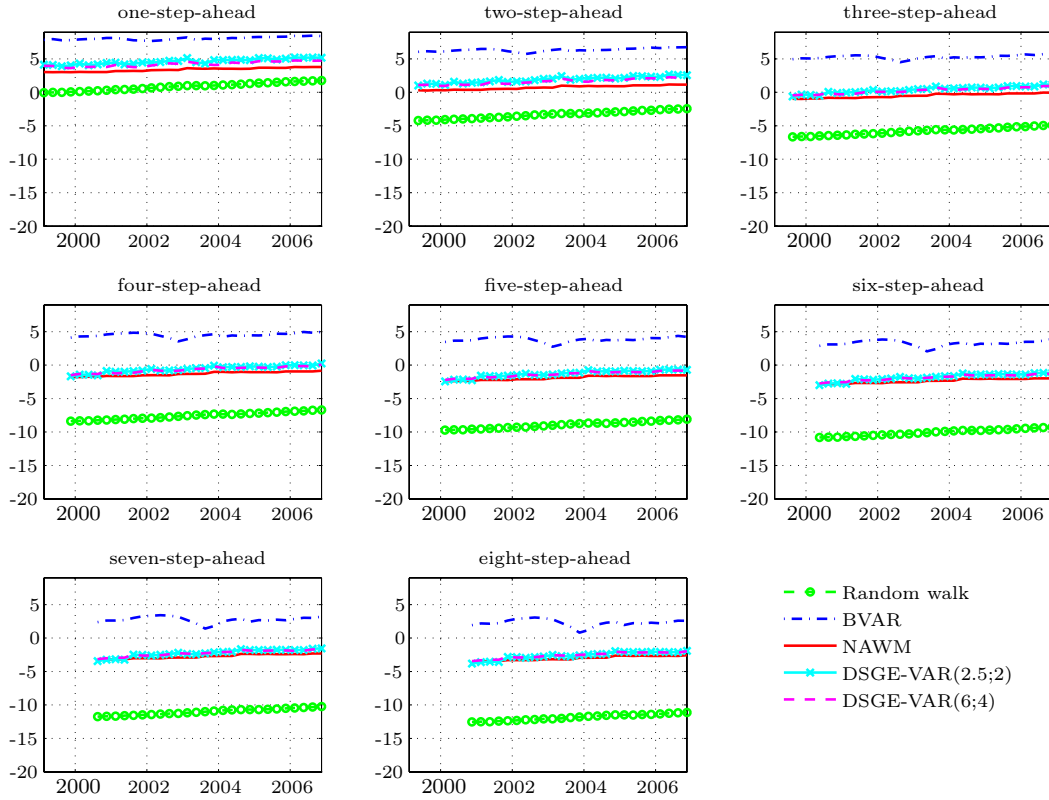 one-step-ahead
two-step-ahead
three-step-ahead
5
0
-5
-10
-15
-20
2000 2002 2004 2006
5
0
-5
-10
-15
-20
2000 2002 2004 2006
5
0
-5
-10
-15
-20
2000 2002 2004 2006
four-step-ahead
five-step-ahead
six-step-ahead
5
0
-5
-10
-15
-20
2000 2002 2004 2006
5
0
-5
-10
-15
-20
2000 2002 2004 2006
5
0
-5
-10
-15
-20
2000 2002 2004 2006
seven-step-ahead
eight-step-ahead
5
0
-5
-10
-15
-20
2000 2002 2004 2006
5
0
-5
-10
-15
-20
2000 2002 2004 2006
Random walk
BVAR
NAWM
DSGE-VAR(2.5;2)
DSGE-VAR(6;4)